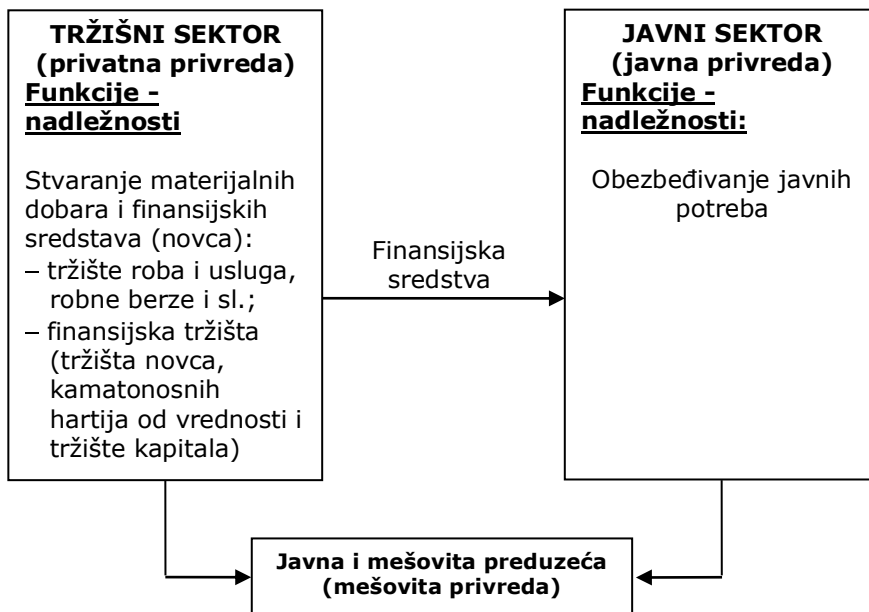 TRŽIŠNI SEKTOR
(privatna privreda)
Funkcije -
nadležnosti
Stvaranje materijalnih
dobara i finansijskih
sredstava (novca):
– tržište roba i usluga,
robne berze i sl.;
– finansijska tržišta
(tržišta novca,
kamatonosnih
hartija od vrednosti i
tržište kapitala)
Finansijska
sredstva
JAVNI SEKTOR
(javna privreda)
Funkcije -
nadležnosti:
Obezbeđivanje javnih
potreba
Javna i mešovita preduzeća
(mešovita privreda)